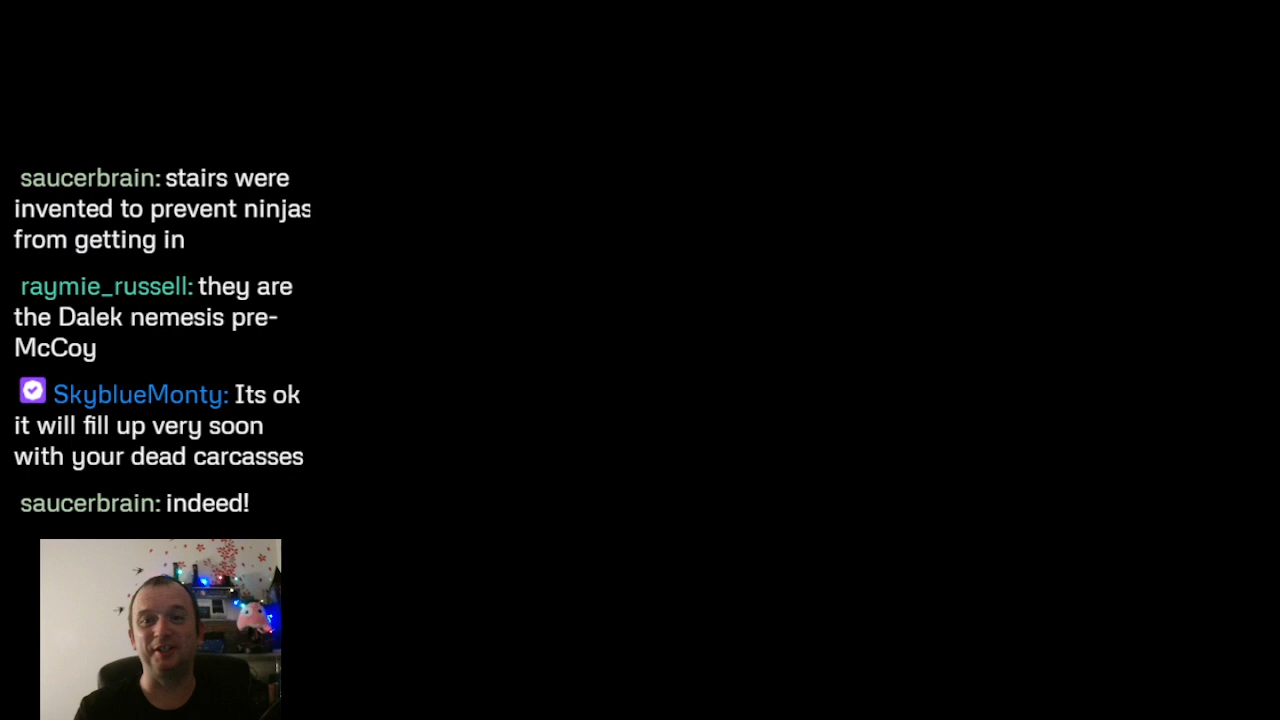 saucerbrain: stairs were
invented to prevent ninjas
from getting in
raymie_russell: they are
the Dalek nemesis pre-
McCoy
SkyblueMonty: Its ok
it will fill up very soon
with your dead carcasses
saucerbrain: indeed!